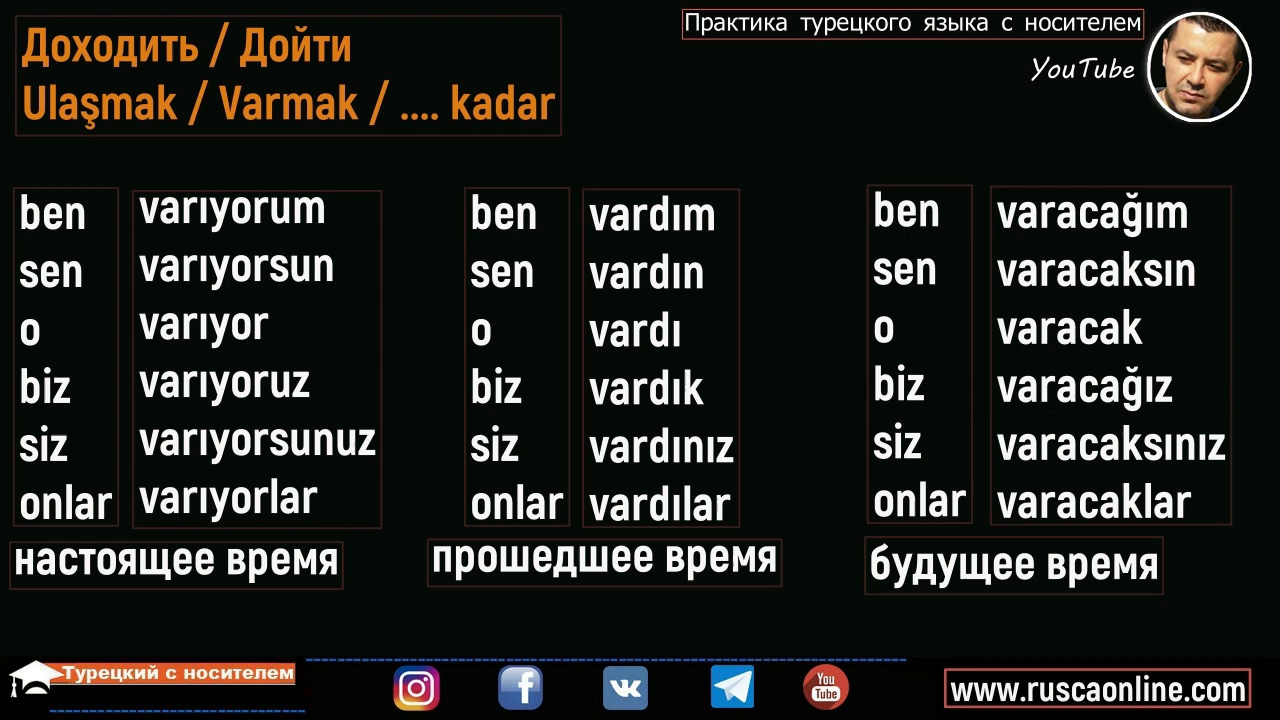 Доходить / Дойти
Ulaşmak / Varmak / .... kadar
Практика турецкого языка с носителем
YouTube
ben varıyorum
sen varıyorsun
o varıyor
biz varıyoruz
siz varıyorsunuz
onlar varıyorlar
настоящее время
ben vardım
sen vardın
o vardı
biz vardık
siz vardınız
onlar vardılar
прошедшее время
ben varacağım
sen varacaksın
o varacak
biz varacağız
siz varacaksınız
onlar varacaklar
будущее время
Турецкий с носителем
You
Tube
www.ruscaonline.com